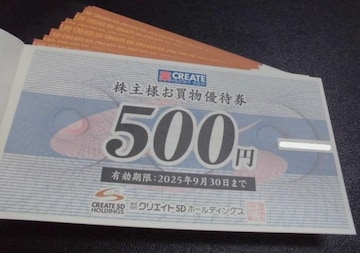 CREATE
株主様お買物優待券
500円
有効期限:2025年9月30日まで
CREATE SD
HOLDINGS
株式会社クリエイトSDホールディングス